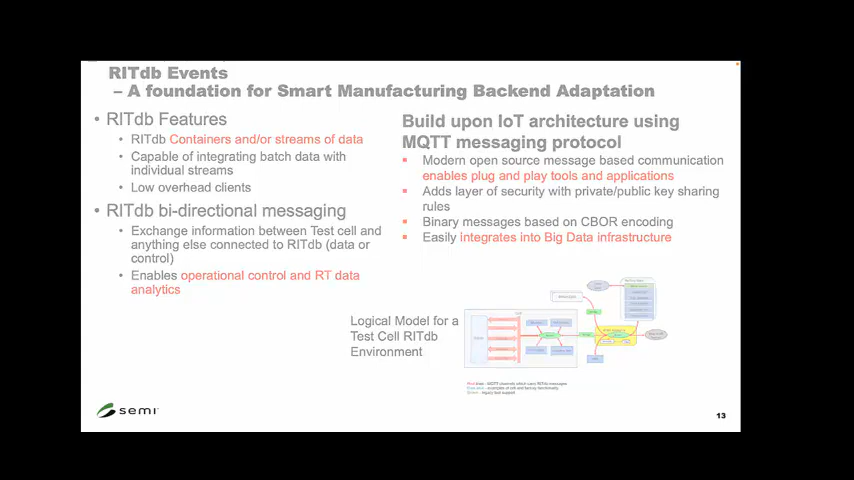 RITdb Events
– A foundation for Smart Manufacturing Backend Adaptation
• RITdb Features
• RITdb Containers and/or streams of data
• Capable of integrating batch data with
individual streams
• Low overhead clients
• RITdb bi-directional messaging
• Exchange information between Test cell and
anything else connected to RITdb (data or
control)
• Enables operational control and RT data
analytics
Build upon IoT architecture using
MQTT messaging protocol
▪ Modern open source message based communication
enables plug and play tools and applications
▪ Adds layer of security with private/public key sharing
rules
▪ Binary messages based on CBOR encoding
▪ Easily integrates into Big Data infrastructure
Logical Model for a
Test Cell RITdb
Environment
semi
13